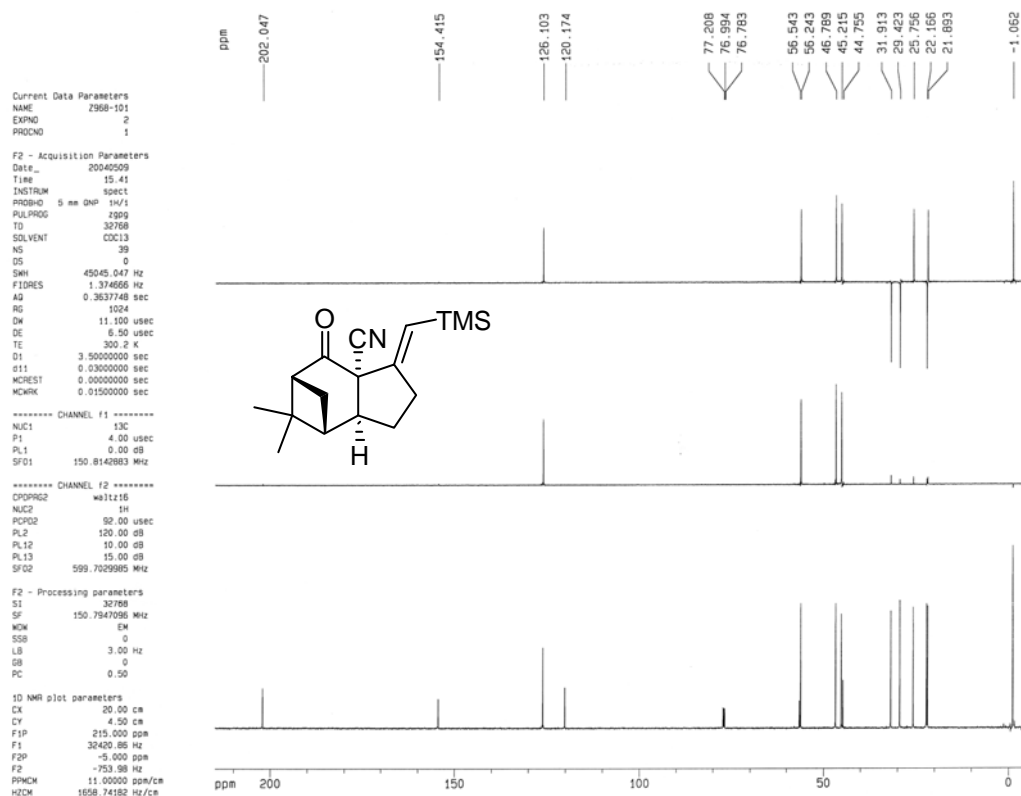 ppm
202.047
154.415
126.103
120.174
77.208
76.994
76.783
56.543
56.243
46.789
45.215
44.755
31.913
29.423
25.756
22.166
21.893
-1.062
Current Data Parameters
NAME Z968-101
EXPNO 2
PROCNO 1
F2 - Acquisition Parameters
Date_ 20040509
Time 15.41
INSTRUM spect
PROBHD 5 mm QNP 1H/1
PULPROG zgpg
TD 32768
SOLVENT CDCl3
NS 39
DS 0
SWH 45045.047 Hz
FIDRES 1.374666 Hz
AQ 0.3637748 sec
RG 1024
DW 11.100 usec
DE 6.50 usec
TE 300.2 K
D1 3.50000000 sec
d11 0.03000000 sec
MCREST 0.00000000 sec
MCWRK 0.01500000 sec
======== CHANNEL f1 ========
NUC1 13C
P1 4.00 usec
PL1 0.00 dB
SFO1 150.8142883 MHz
======== CHANNEL f2 ========
CPDPRG2 waltz16
NUC2 1H
PCPD2 92.00 usec
PL2 120.00 dB
PL12 10.00 dB
PL13 15.00 dB
SFO2 599.7029985 MHz
F2 - Processing parameters
SI 32768
SF 150.7947096 MHz
WDW EM
SSB 0
LB 3.00 Hz
GB 0
PC 0.50
1D NMR plot parameters
CX 20.00 cm
CY 4.50 cm
F1P 215.000 ppm
F1 32420.86 Hz
F2P -5.000 ppm
F2 -753.98 Hz
PPMCM 11.00000 ppm/cm
HZCM 1658.74182 Hz/cm
O
CN
TMS
H
ppm 200 150 100 50 0